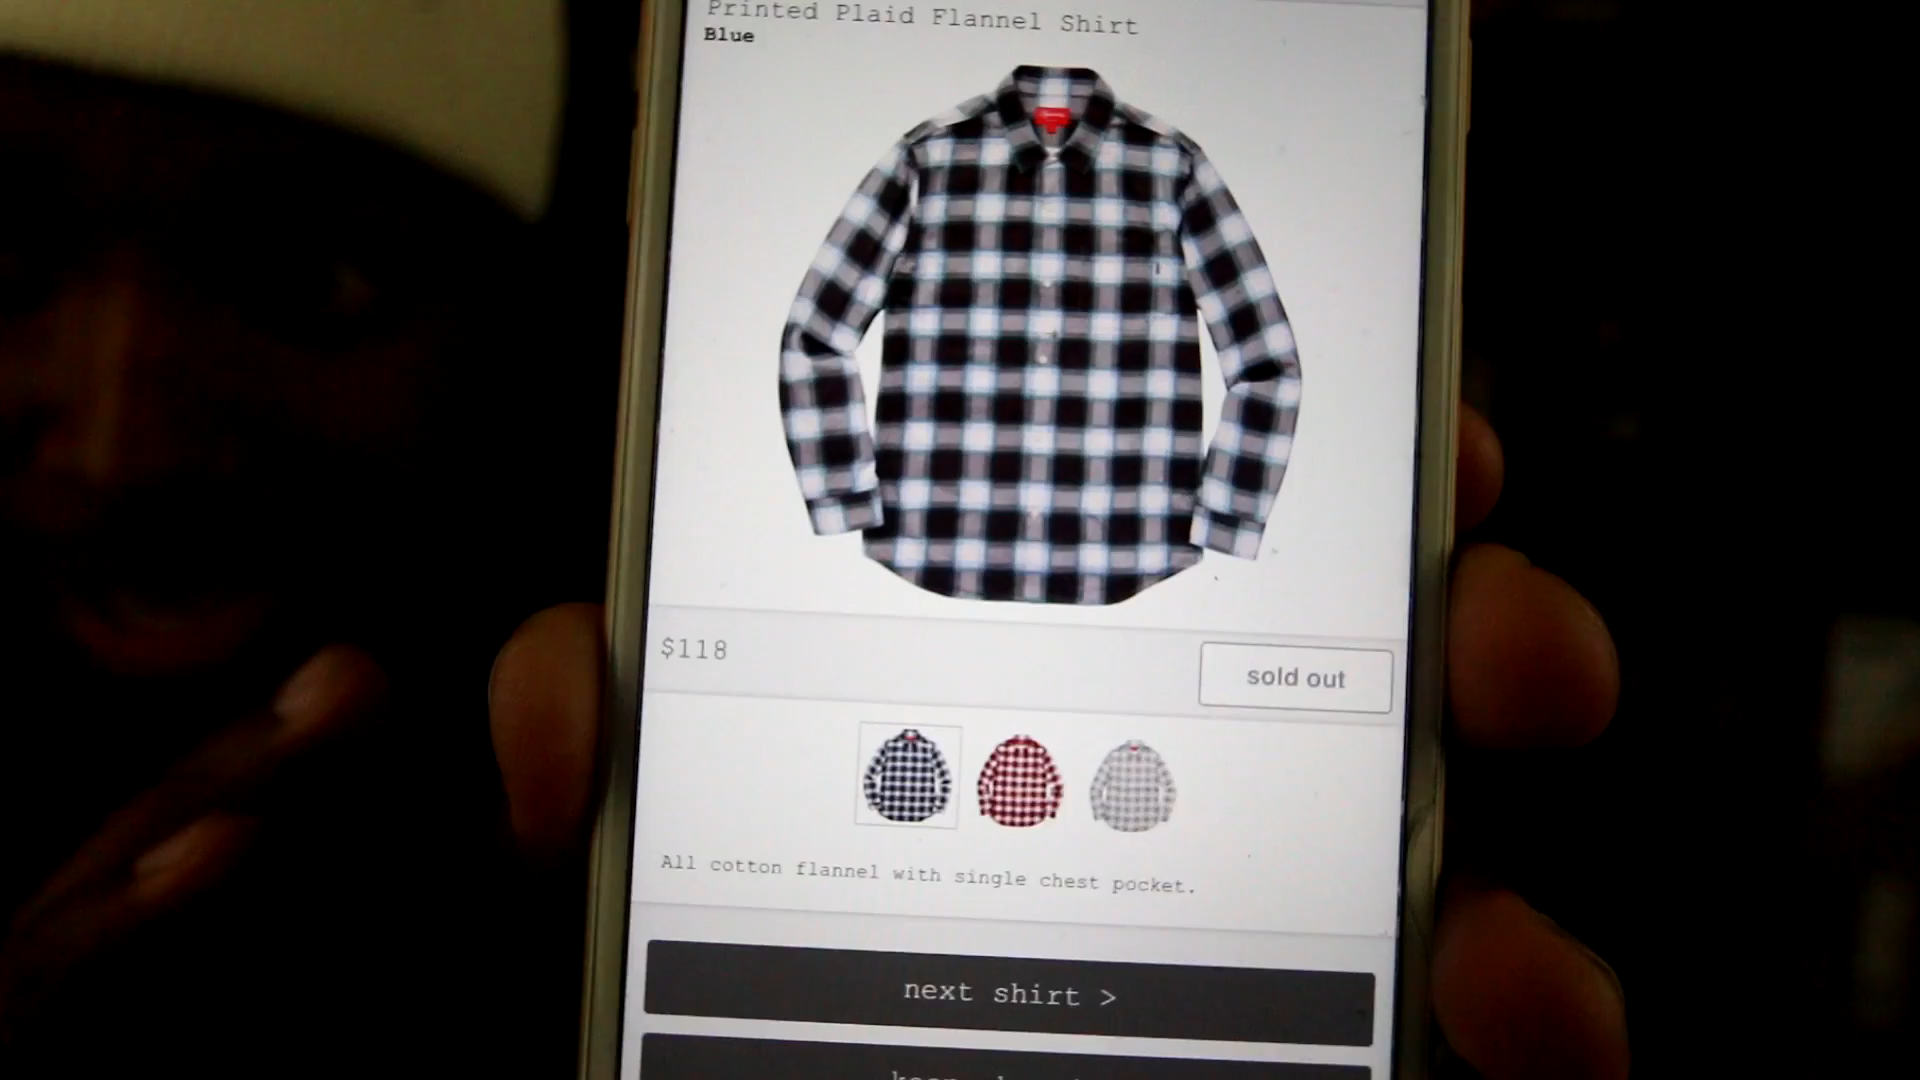 Printed Plaid Flannel Shirt
Blue
$118
sold out
All cotton flannel with single chest pocket.
next shirt >